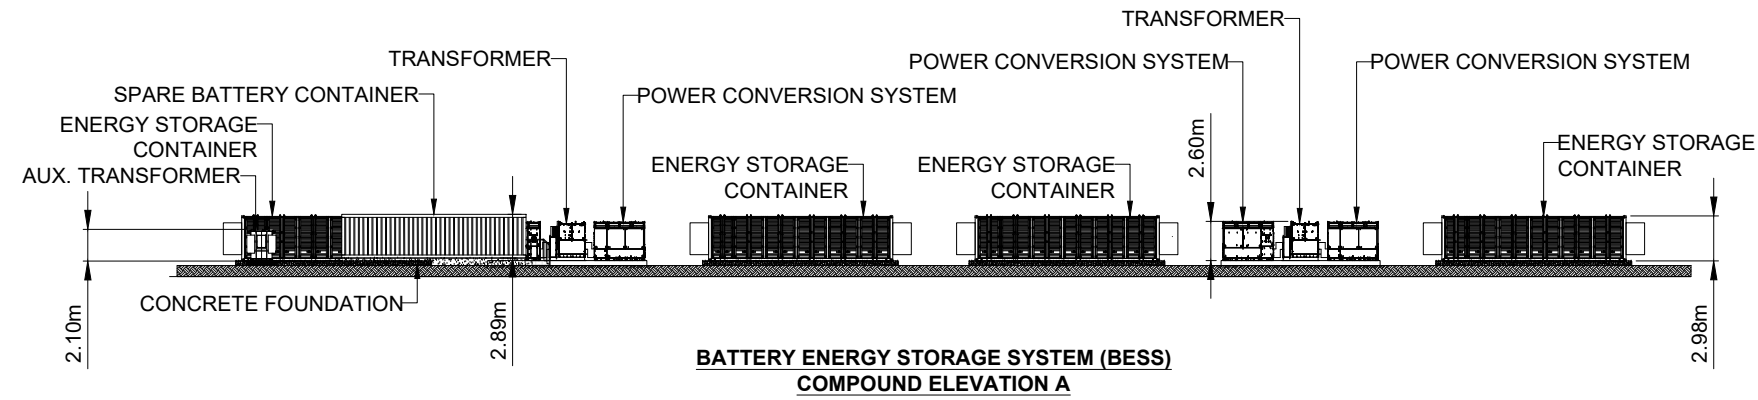 TRANSFORMER
TRANSFORMER
POWER CONVERSION SYSTEM
POWER CONVERSION SYSTEM
SPARE BATTERY CONTAINER
POWER CONVERSION SYSTEM
ENERGY STORAGE
CONTAINER
AUX. TRANSFORMER
ENERGY STORAGE
CONTAINER
ENERGY STORAGE
CONTAINER
2.60m
ENERGY STORAGE
CONTAINER
CONCRETE FOUNDATION
2.10m
2.89m
2.98m
BATTERY ENERGY STORAGE SYSTEM (BESS)
COMPOUND ELEVATION A